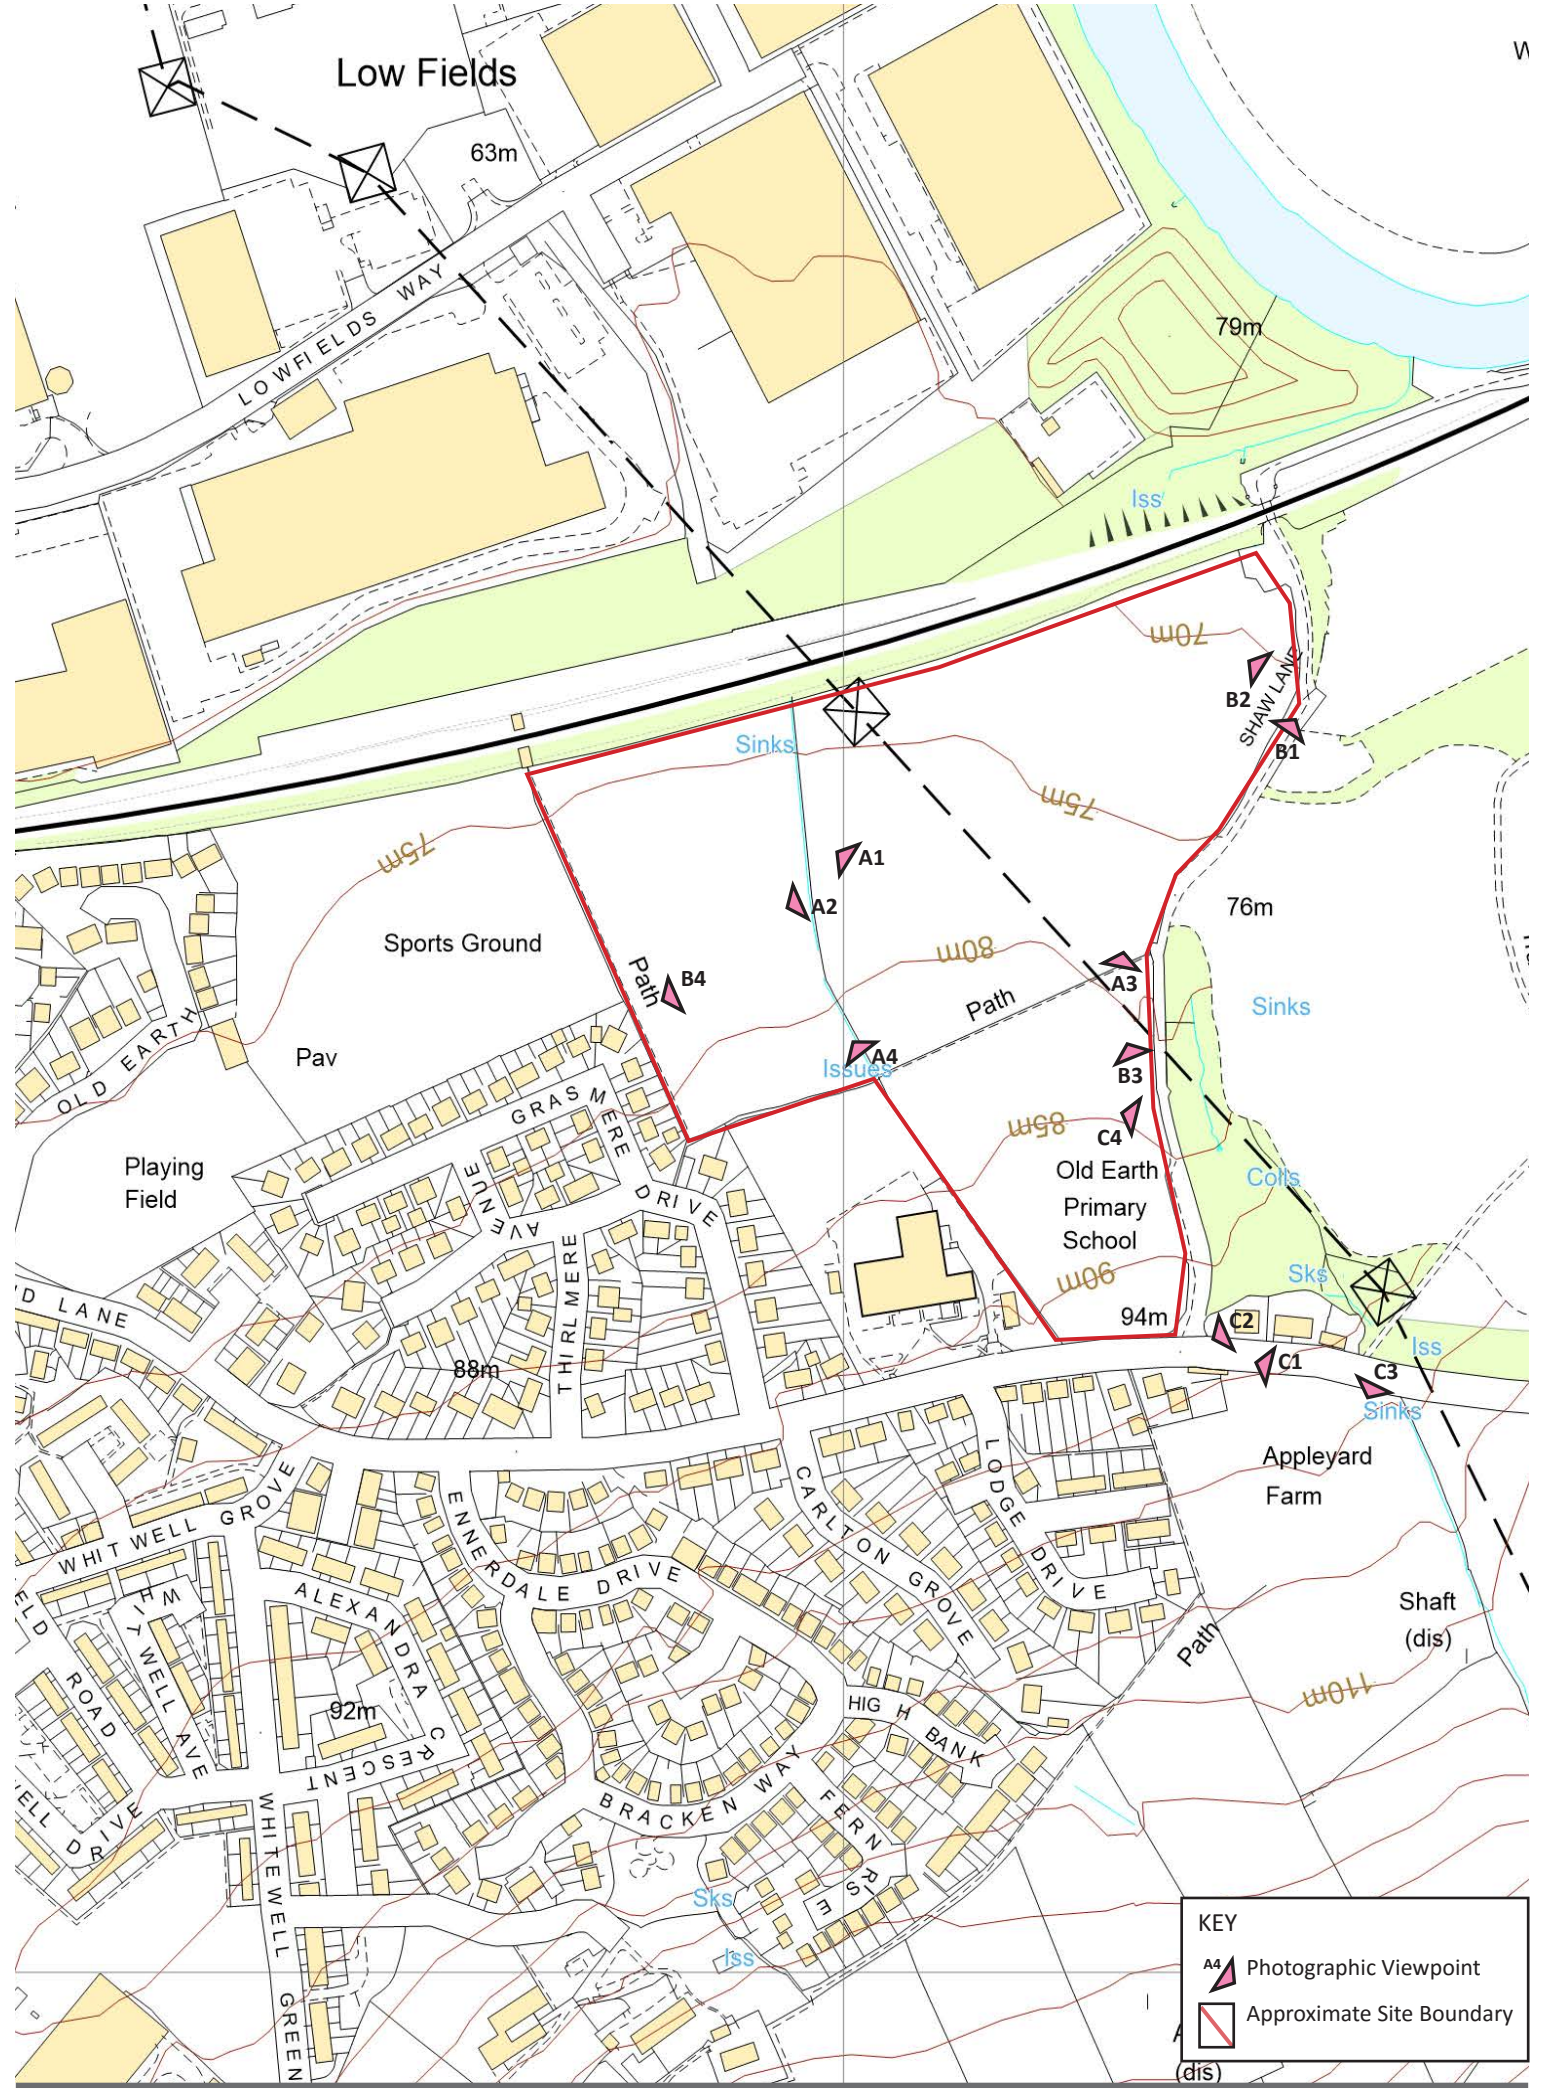 Low Fields
63m
LOWFIELDS WAY
79m
Iss
70m
B2
SHAW LANE
B1
Sinks
75m
75m
A1
A2
76m
Sports Ground
80m
Path
B4
A3
Path
Sinks
OLD EARTH
Pav
A4
Issues
B3
GRASMERE DRIVE
85m
C4
Playing
Field
AVENUE
Old Earth
Primary
School
Colls
THIRLMERE
90m
Sks
94m
C2
LANE
Iss
88m
C1
C3
Sinks
Appleyard
Farm
WHITWELL GROVE
ENNERDALE DRIVE
CARLTON GROVE
LODGE DRIVE
ALEXANDRA CRESCENT
WHITWELL AVE
ROAD
Shaft
(dis)
Path
110m
92m
HIGH BANK
BRACKEN WAY
FERN RISE
DRIVE
WHITEWELL GREEN
Sks
Iss
KEY
A4 Photographic Viewpoint
Approximate Site Boundary
(dis)